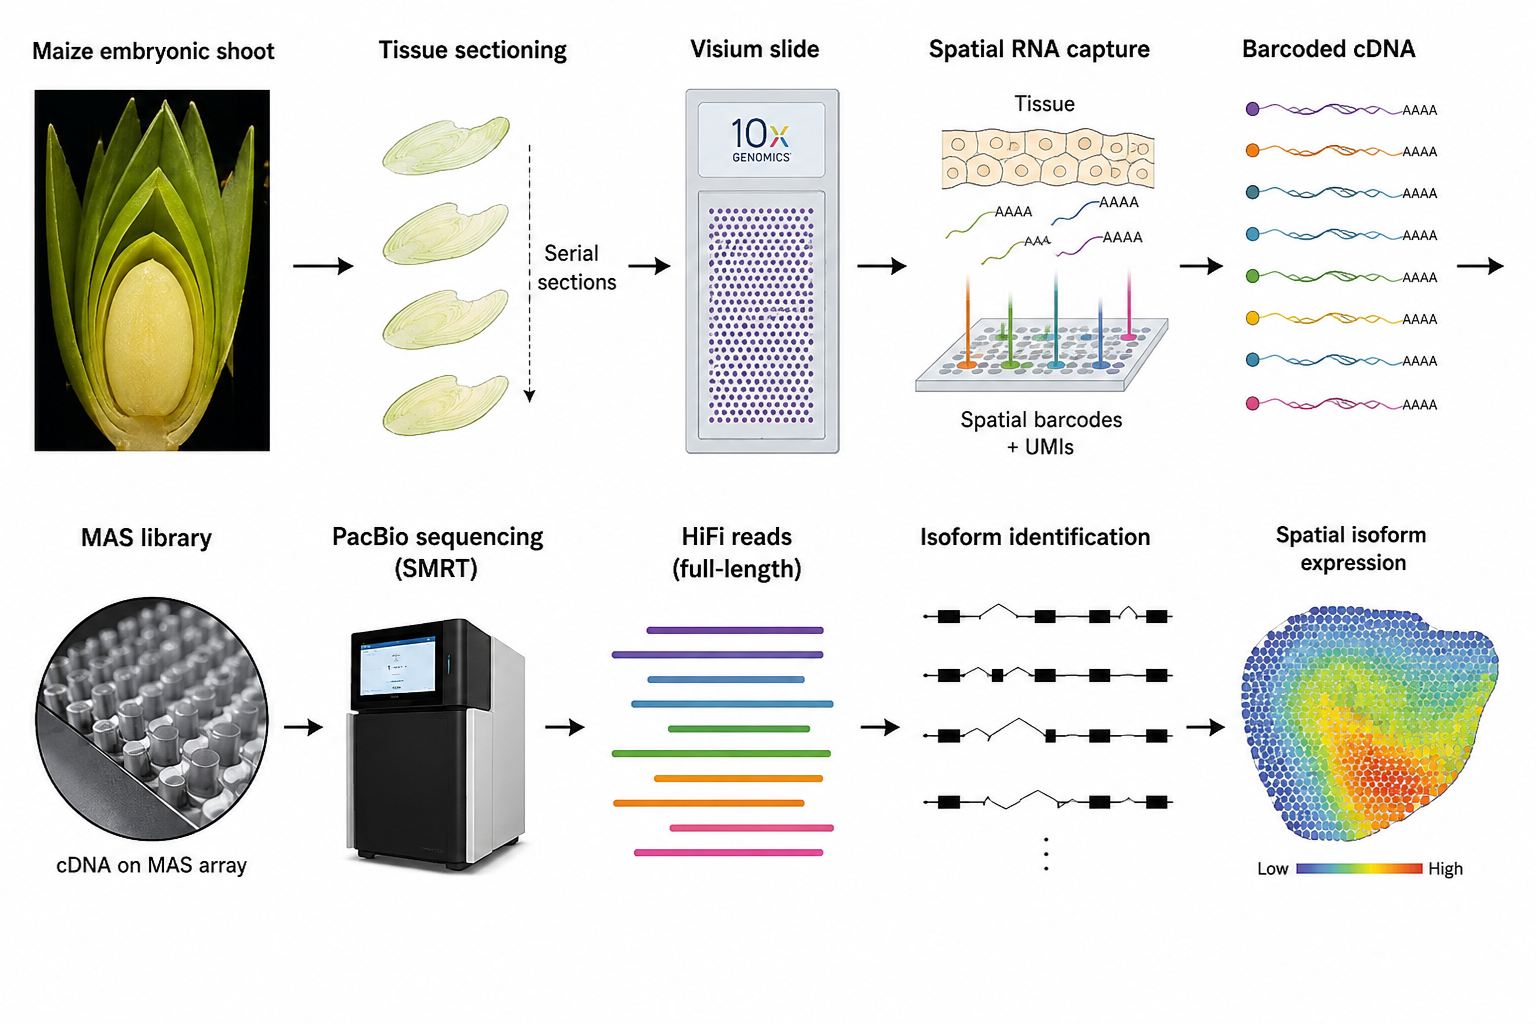 Maize embryonic shoot
Tissue sectioning
Serial
sections
Visium slide
10x
GENOMICS
Spatial RNA capture
Tissue
AAAA
AAAA
AAA
AAAA
Spatial barcodes
+ UMIs
Barcoded cDNA
AAAA
AAAA
AAAA
AAAA
AAAA
AAAA
AAAA
AAAA
MAS library
cDNA on MAS array
PacBio sequencing
(SMRT)
HiFi reads
(full-length)
Isoform identification
Spatial isoform
expression
Low
High